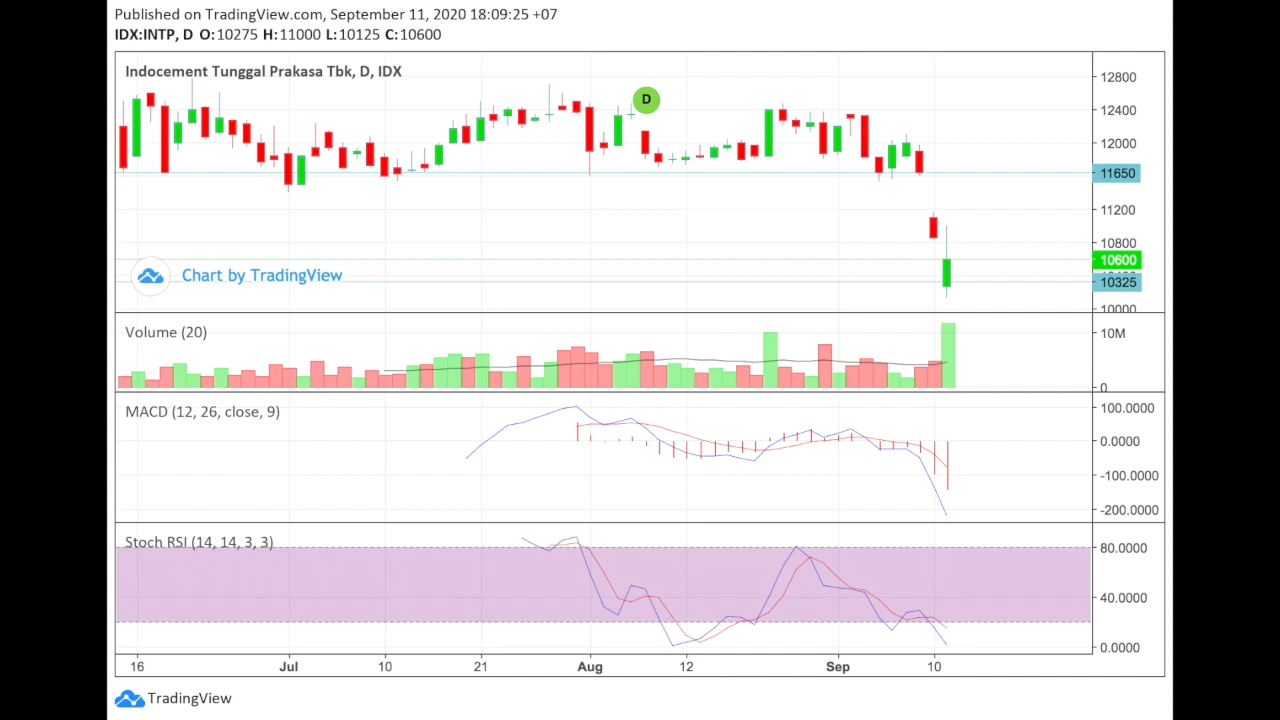 Published on TradingView.com, September 11, 2020 18:09:25 +07
IDX:INTP, D O:10275 H:11000 L:10125 C:10600
Indocement Tunggal Prakasa Tbk, D, IDX
D
12800
12400
12000
11650
11200
10800
10600
10400
10325
10000
Chart by TradingView
Volume (20)
10M
0
MACD (12, 26, close, 9)
100.0000
0.0000
-100.0000
-200.0000
Stoch RSI (14, 14, 3, 3)
80.0000
40.0000
0.0000
16 Jul 10 21 Aug 12 Sep 10
TradingView